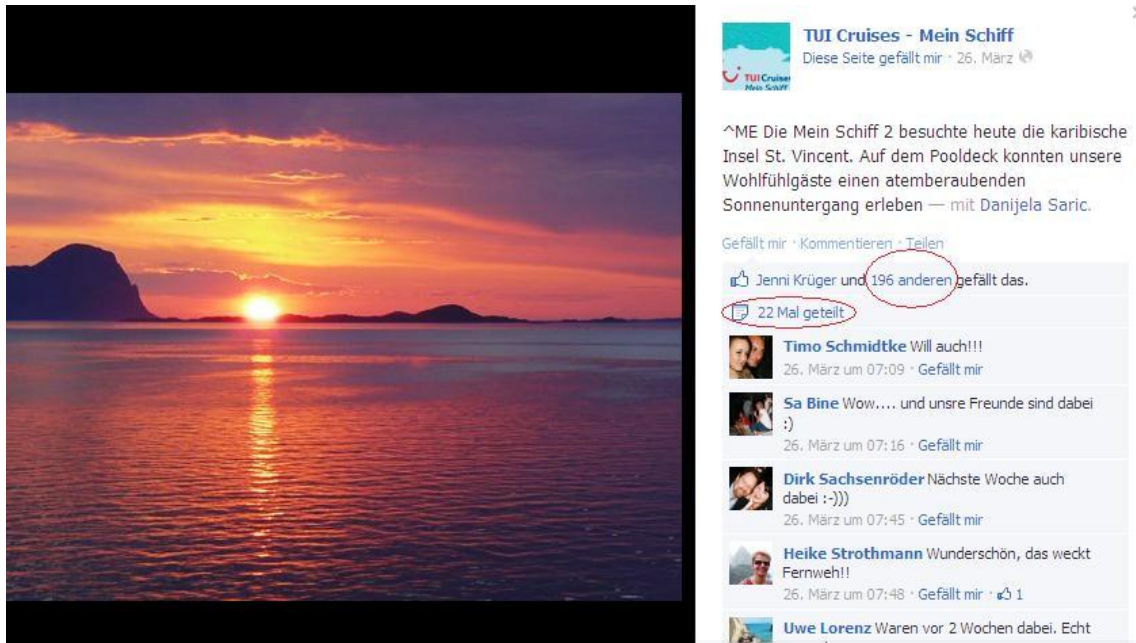 TUI Cruises - Mein Schiff
Diese Seite gefällt mir · 26. März
TUI Cruises
Mein Schiff
^ME Die Mein Schiff 2 besuchte heute die karibische
Insel St. Vincent. Auf dem Pooldeck konnten unsere
Wohlfühlgäste einen atemberaubenden
Sonnenuntergang erleben — mit Danijela Saric.
Gefällt mir · Kommentieren · Teilen
Jenni Krüger und 196 anderen gefällt das.
22 Mal geteilt
Timo Schmidtke Will auch!!!
26. März um 07:09 · Gefällt mir
Sa Bine Wow.... und unsre Freunde sind dabei
:)
26. März um 07:16 · Gefällt mir
Dirk Sachsenröder Nächste Woche auch
dabei :-)))
26. März um 07:45 · Gefällt mir
Heike Strothmann Wunderschön, das weckt
Fernweh!!
26. März um 07:48 · Gefällt mir · 1
Uwe Lorenz Waren vor 2 Wochen dabei. Echt